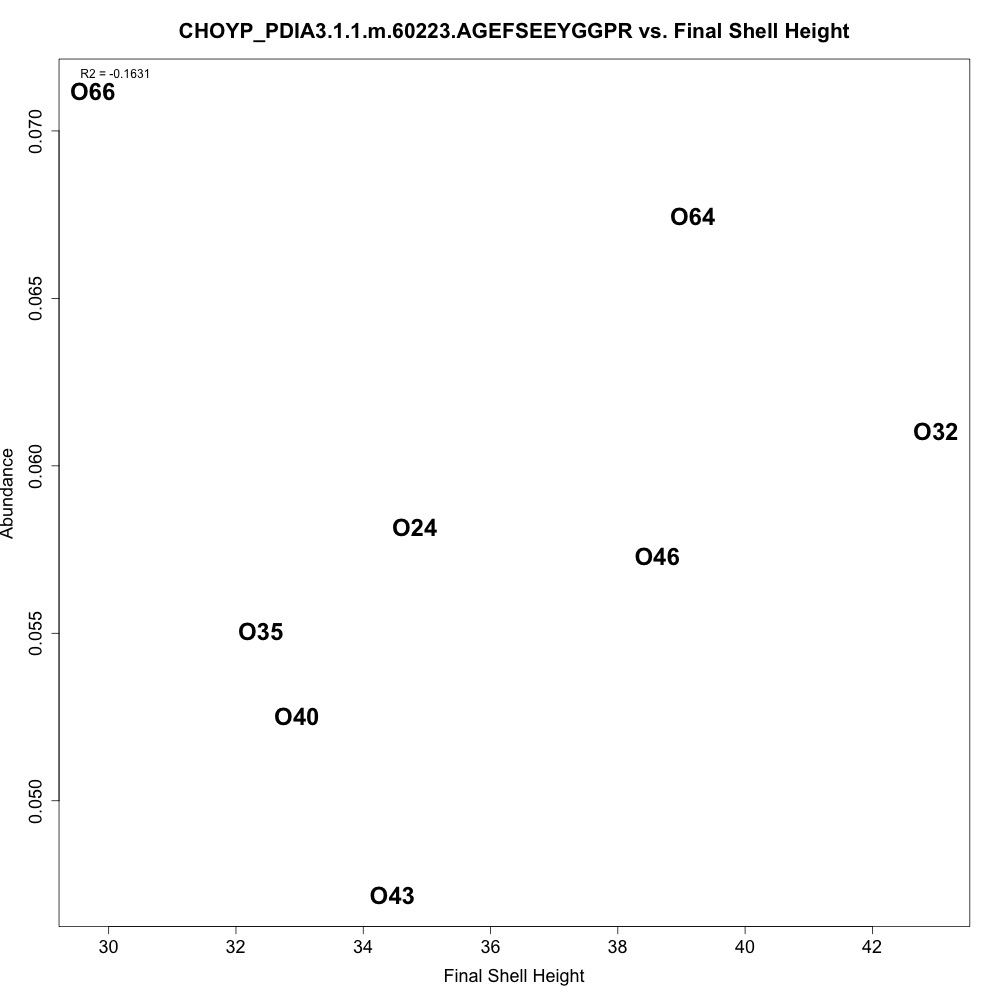 CHOYP_PDIA3.1.1.m.60223.AGEFSEEYGGPR vs. Final Shell Height
R2 = -0.1631
O66
O64
O32
O24
O46
O35
O40
O43
Abundance
0.070
0.065
0.060
0.055
0.050
30 32 34 36 38 40 42
Final Shell Height